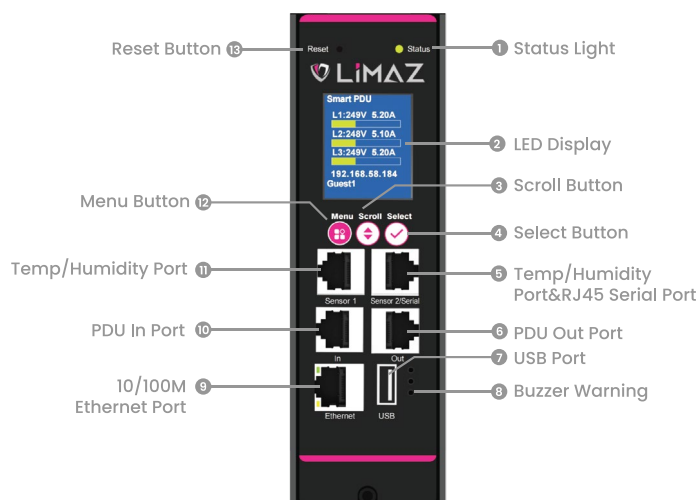 Reset Button 13
Reset
Status
1 Status Light
LiMAZ
Smart PDU
L1:249V 5.20A
L2:248V 5.10A
L3:249V 5.20A
192.168.58.184
Guest1
2 LED Display
3 Scroll Button
Menu Button 12
Menu Scroll Select
4 Select Button
Temp/Humidity Port 11
Sensor 1
Sensor 2/Serial
5 Temp/Humidity
Port&RJ45 Serial Port
PDU In Port 10
In
Out
6 PDU Out Port
7 USB Port
10/100M
Ethernet Port 9
8 Buzzer Warning
Ethernet
USB